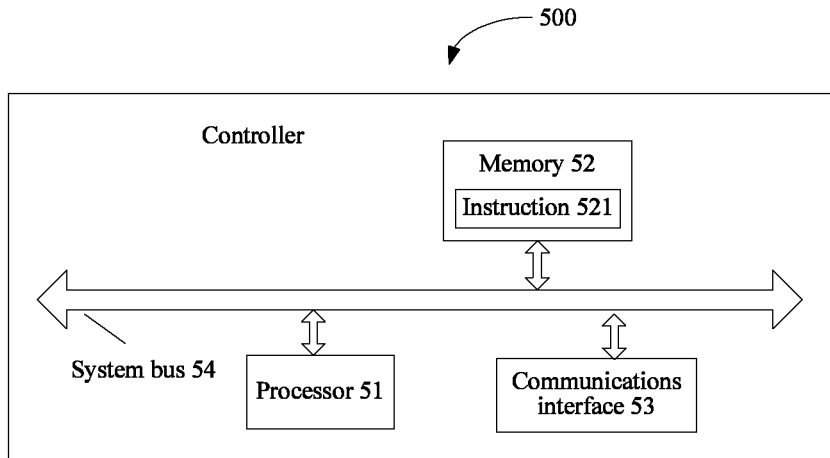 500
Controller
Memory 52
Instruction 521
System bus 54
Processor 51
Communications
interface 53